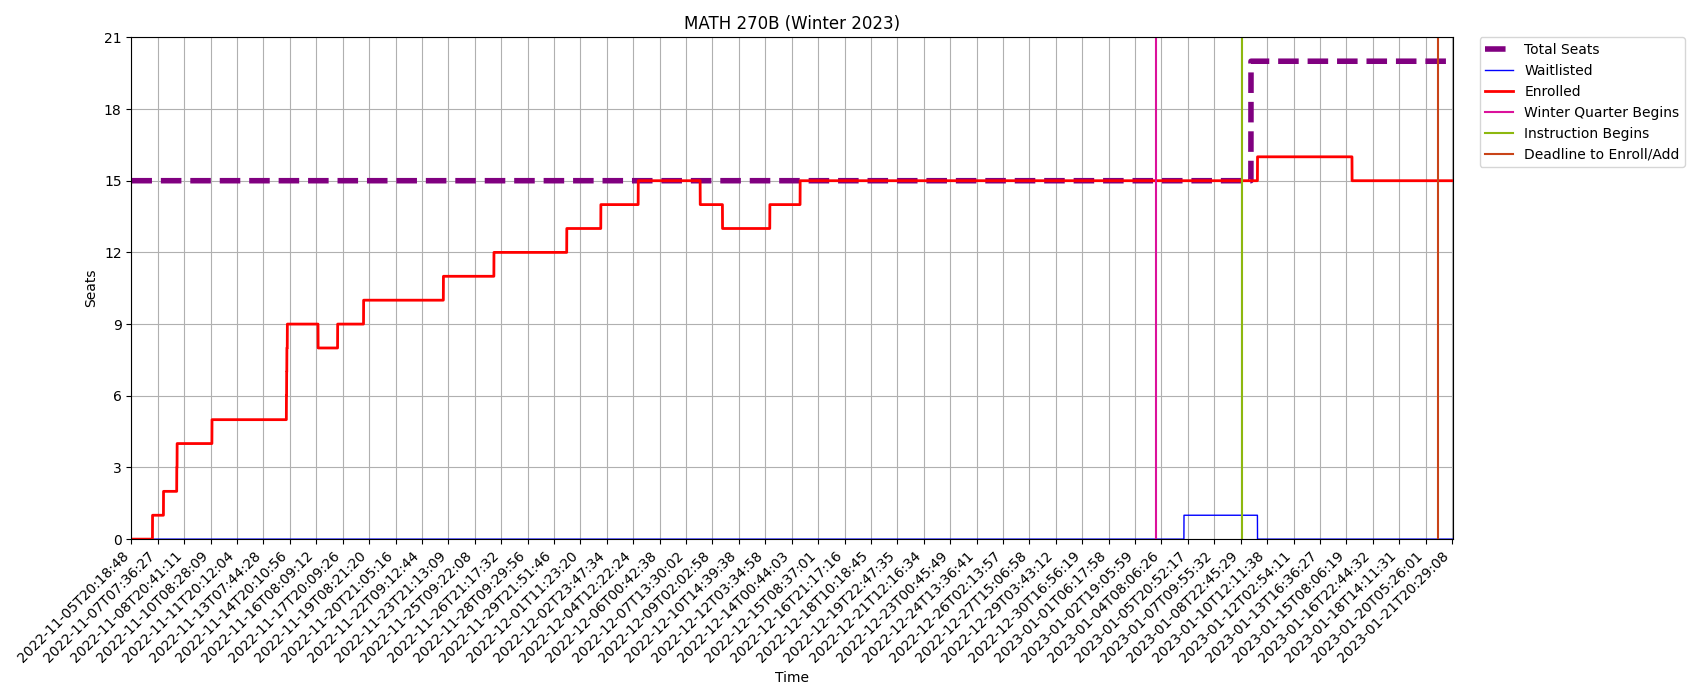 MATH 270B (Winter 2023)
21
18
15
12
9
6
3
0
Seats
Total Seats
Waitlisted
Enrolled
Winter Quarter Begins
Instruction Begins
Deadline to Enroll/Add
2022-11-05T20:18:48
2022-11-07T07:36:27
2022-11-08T20:41:11
2022-11-10T08:28:09
2022-11-11T20:12:04
2022-11-13T07:44:28
2022-11-14T20:10:56
2022-11-16T08:09:12
2022-11-17T20:09:26
2022-11-19T08:21:20
2022-11-20T21:05:16
2022-11-22T09:12:44
2022-11-23T21:13:09
2022-11-25T09:22:08
2022-11-26T21:17:32
2022-11-28T09:29:56
2022-11-29T21:51:46
2022-12-01T11:23:20
2022-12-02T23:47:34
2022-12-04T12:22:24
2022-12-06T00:42:38
2022-12-07T13:30:02
2022-12-09T02:02:58
2022-12-10T14:39:38
2022-12-12T03:34:58
2022-12-14T00:44:03
2022-12-15T08:37:01
2022-12-16T21:17:16
2022-12-18T10:18:45
2022-12-19T22:47:35
2022-12-21T12:16:34
2022-12-23T00:45:49
2022-12-24T13:36:41
2022-12-26T02:13:57
2022-12-27T15:06:58
2022-12-29T03:43:12
2022-12-30T16:56:19
2023-01-01T06:17:58
2023-01-02T19:05:59
2023-01-04T08:06:26
2023-01-05T20:52:17
2023-01-07T09:55:32
2023-01-08T22:45:29
2023-01-10T12:11:38
2023-01-12T02:54:11
2023-01-13T16:36:27
2023-01-15T08:06:19
2023-01-16T22:44:32
2023-01-18T14:11:31
2023-01-20T05:26:01
2023-01-21T20:29:08
Time